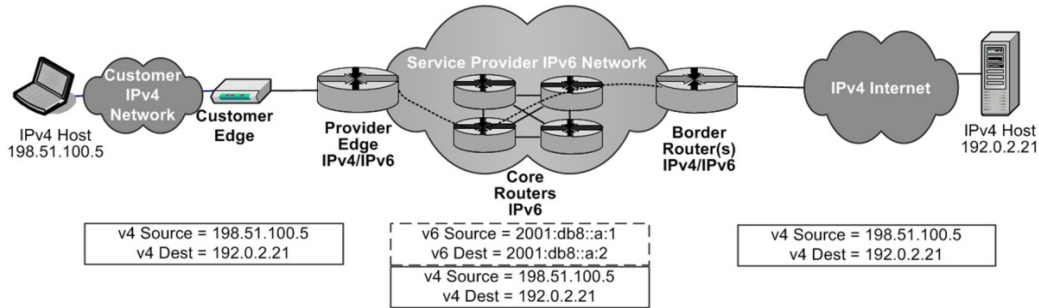 Customer
IPv4
Network
Service Provider IPv6 Network
IPv4 Internet
IPv4 Host
198.51.100.5
Customer
Edge
Provider
Edge
IPv4/IPv6
Core
Routers
IPv6
Border
Router(s)
IPv4/IPv6
IPv4 Host
192.0.2.21
v4 Source = 198.51.100.5
v4 Dest = 192.0.2.21
v6 Source = 2001:db8::a:1
v6 Dest = 2001:db8::a:2
v4 Source = 198.51.100.5
v4 Dest = 192.0.2.21
v4 Source = 198.51.100.5
v4 Dest = 192.0.2.21